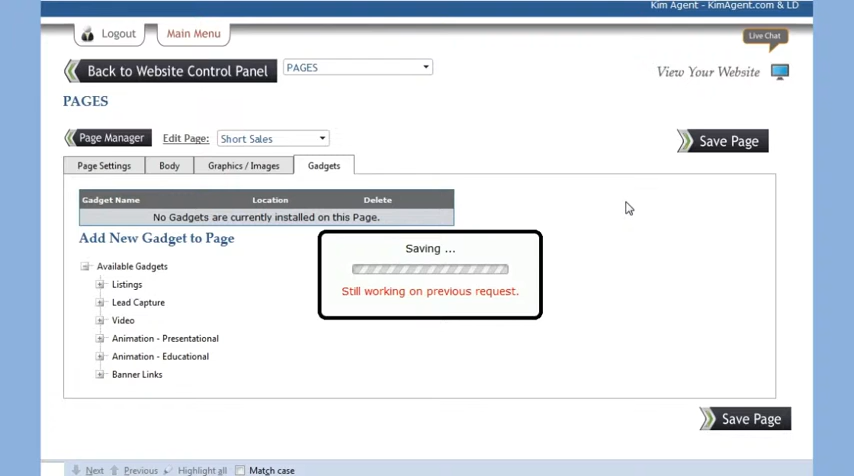 Kim Agent - KimAgent.com & LD
Logout
Main Menu
Live Chat
Back to Website Control Panel
PAGES
View Your Website
PAGES
Page Manager
Edit Page:
Short Sales
Save Page
Page Settings
Body
Graphics / Images
Gadgets
Gadget Name
Location
Delete
No Gadgets are currently installed on this Page.
Add New Gadget to Page
Saving ...
Still working on previous request.
Available Gadgets
Listings
Lead Capture
Video
Animation - Presentational
Animation - Educational
Banner Links
Save Page
Next
Previous
Highlight all
Match case